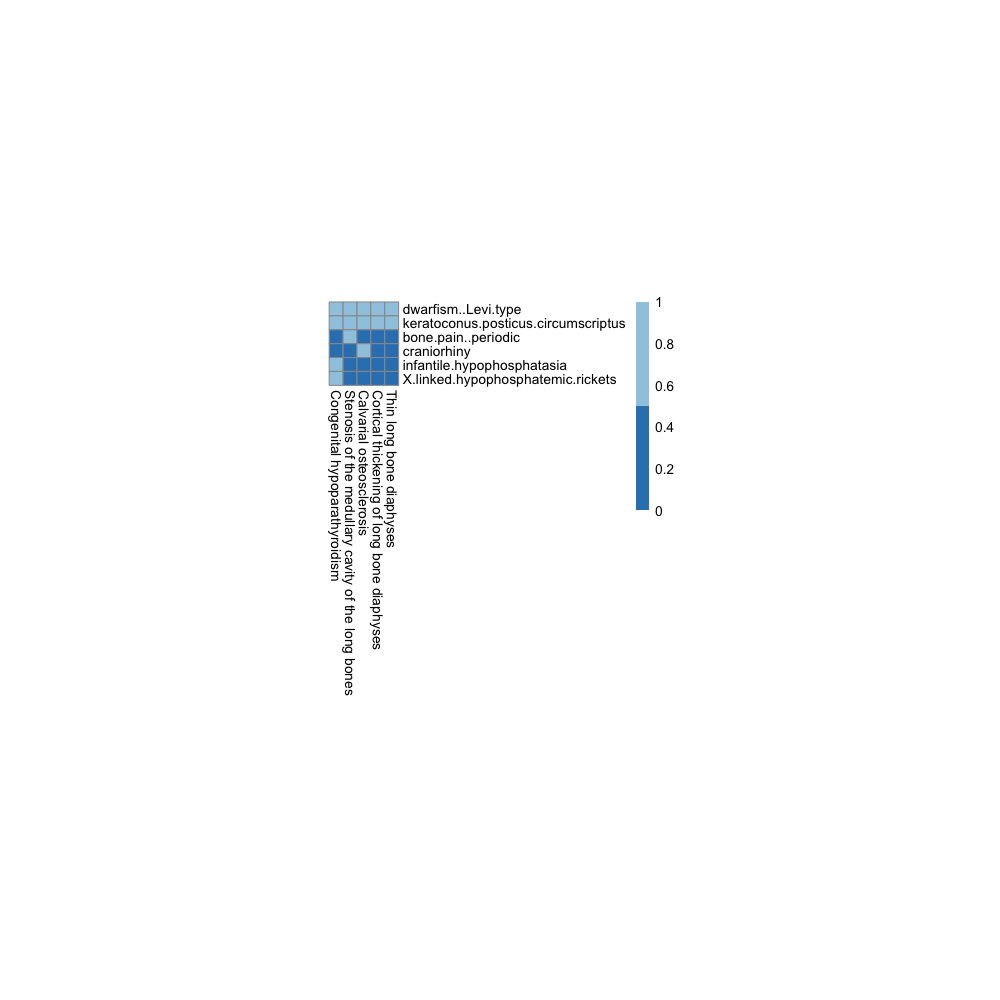 dwarfism..Levi.type
keratoconus.posticus.circumscriptus
bone.pain..periodic
craniorhiny
infantile.hypophosphatasia
X.linked.hypophosphatemic.rickets
Congenital hypoparathyroidism
Stenosis of the medullary cavity of the long bones
Calvarial osteosclerosis
Cortical thickening of long bone diaphyses
Thin long bone diaphyses
1
0.8
0.6
0.4
0.2
0